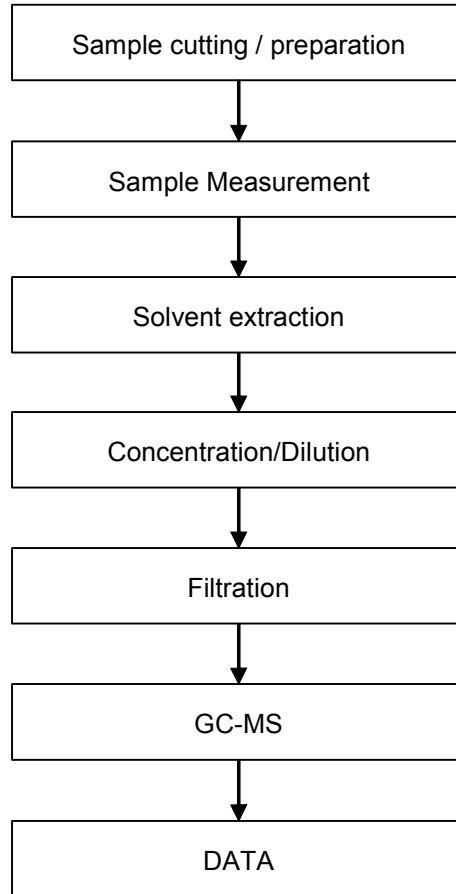 Sample cutting / preparation
Sample Measurement
Solvent extraction
Concentration/Dilution
Filtration
GC-MS
DATA